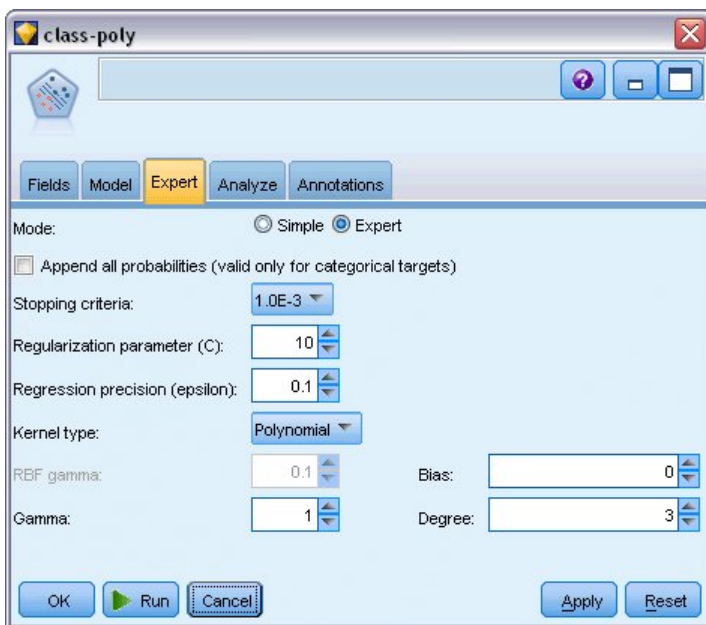 class-poly
Fields Model Expert Analyze Annotations
Mode: Simple Expert
Append all probabilities (valid only for categorical targets)
Stopping criteria: 1.0E-3
Regularization parameter (C): 10
Regression precision (epsilon): 0.1
Kernel type: Polynomial
RBF gamma: 0.1 Bias: 0
Gamma: 1 Degree: 3
OK Run Cancel Apply Reset